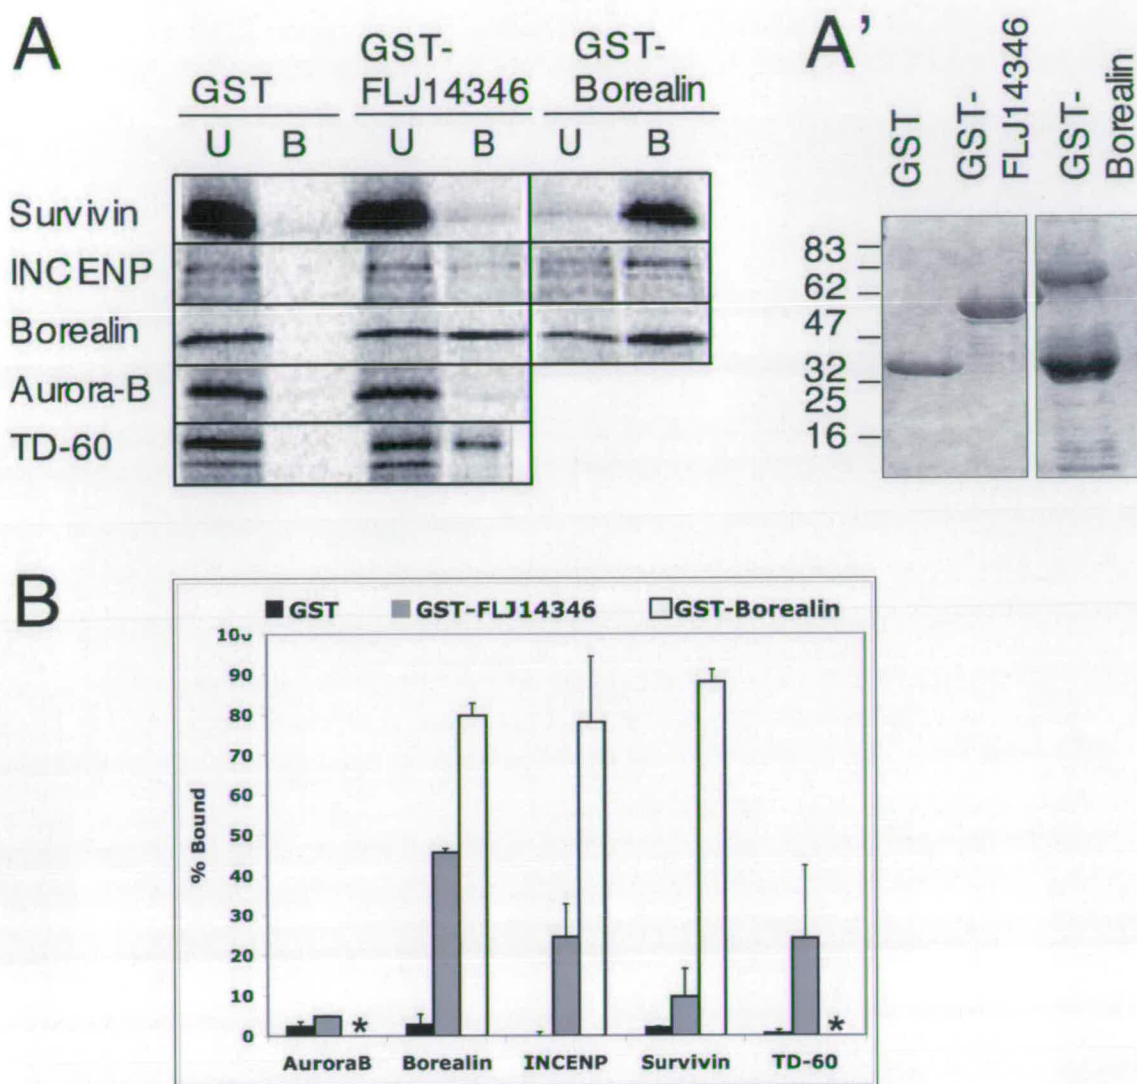 A
GST
GST-
FLJ14346
GST-
Borealin
U B U B U B
Survivin
INCENP
Borealin
Aurora-B
TD-60
A'
GST
GST-
FLJ14346
GST-
Borealin
83
62
47
32
25
16
B
GST GST-FLJ14346 GST-Borealin
% Bound
100
90
80
70
60
50
40
30
20
10
0
* *
AuroraB Borealin INCENP Survivin TD-60